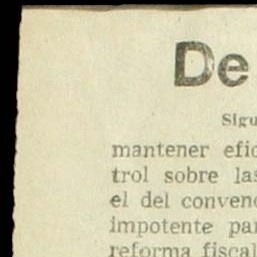 De
Sigu
mantener efic
trol sobre las
el del conven
impotente par
reforma fiscal